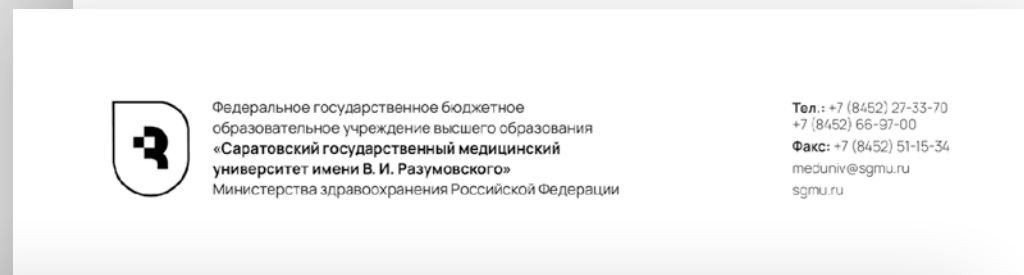 Федеральное государственное бюджетное
образовательное учреждение высшего образования
«Саратовский государственный медицинский
университет имени В. И. Разумовского»
Министерства здравоохранения Российской Федерации
Тел.: +7 (8452) 27-33-70
+7 (8452) 66-97-00
Факс: +7 (8452) 51-15-34
meduniv@sgmu.ru
sgmu.ru